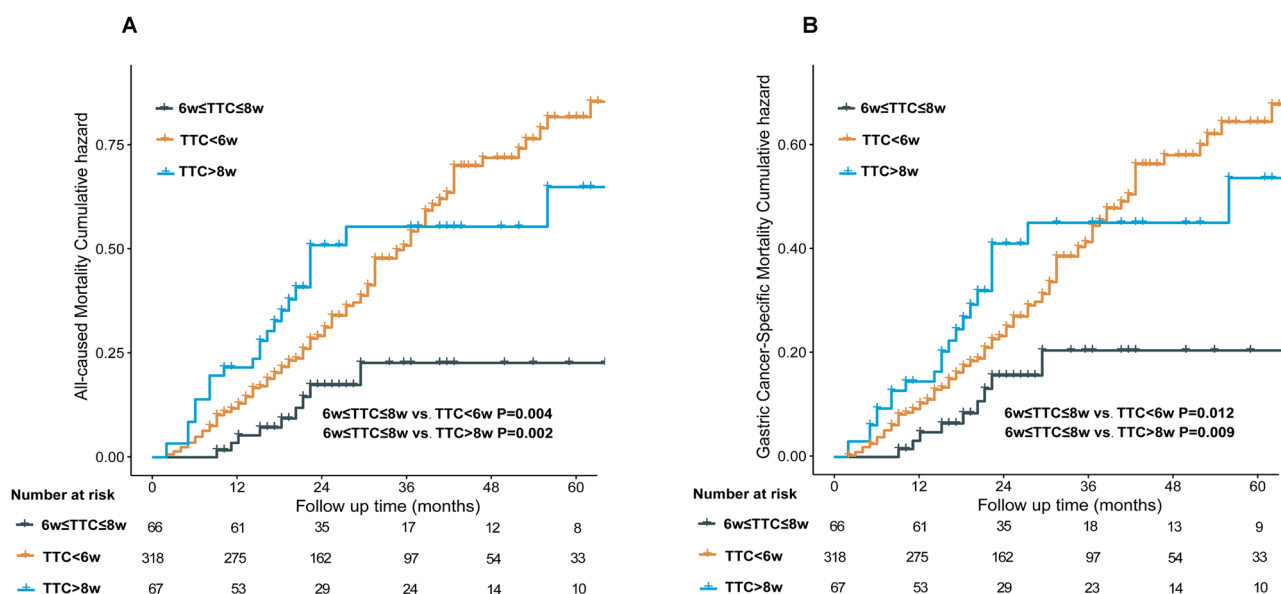 A
All-caused Mortality Cumulative hazard
0.75
0.50
0.25
0.00
6w≤TTC≤8w
TTC<6w
TTC>8w
6w≤TTC≤8w vs. TTC<6w P=0.004
6w≤TTC≤8w vs. TTC>8w P=0.002
0 12 24 36 48 60
Follow up time (months)
Number at risk
6w≤TTC≤8w 66 61 35 17 12 8
TTC<6w 318 275 162 97 54 33
TTC>8w 67 53 29 24 14 10
B
Gastric Cancer-Specific Mortality Cumulative hazard
0.60
0.40
0.20
0.00
6w≤TTC≤8w
TTC<6w
TTC>8w
6w≤TTC≤8w vs. TTC<6w P=0.012
6w≤TTC≤8w vs. TTC>8w P=0.009
0 12 24 36 48 60
Follow up time (months)
Number at risk
6w≤TTC≤8w 66 61 35 18 13 9
TTC<6w 318 275 162 97 54 33
TTC>8w 67 53 29 23 14 10